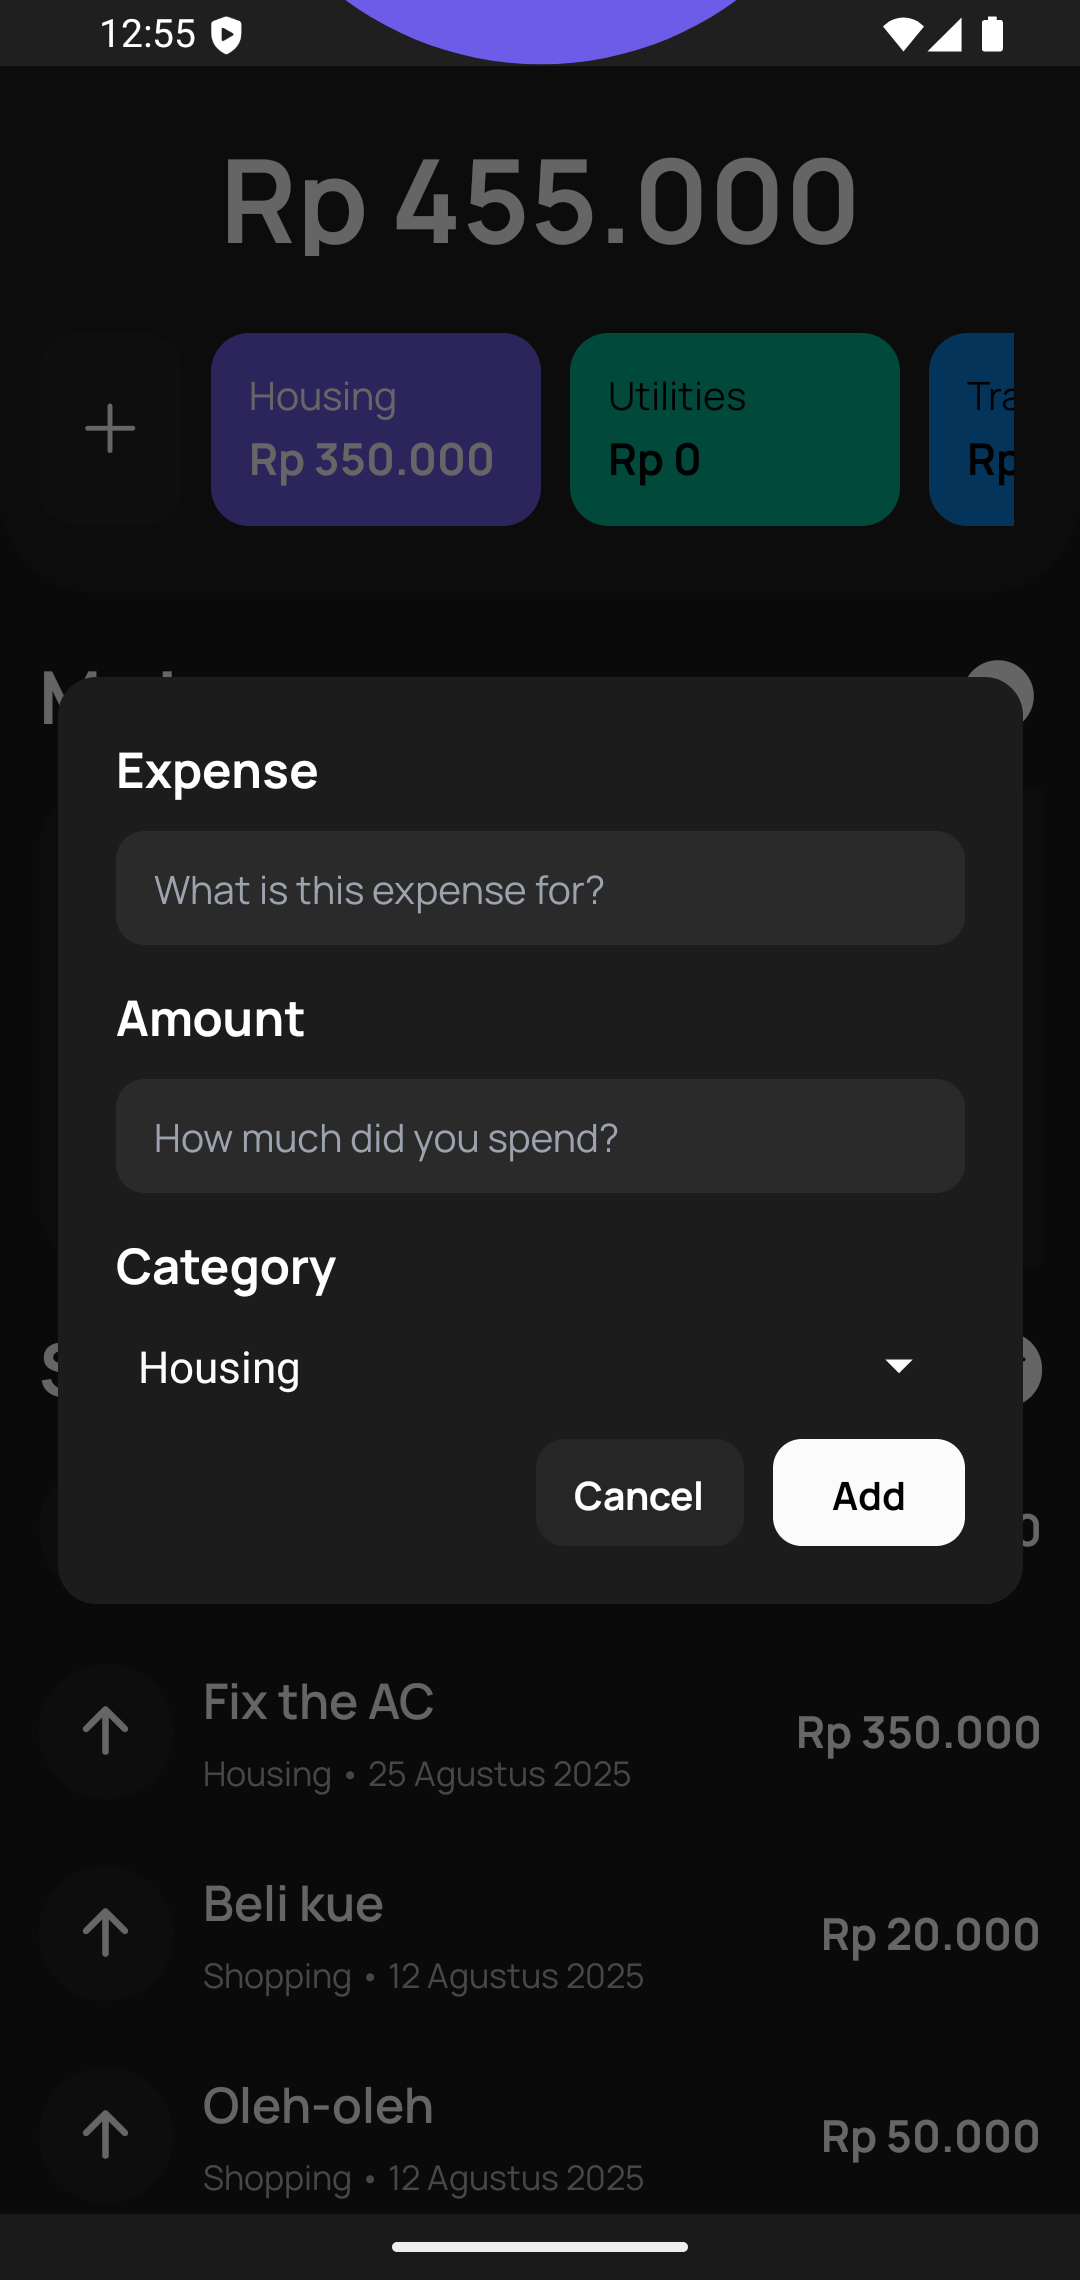 12:55
Rp 455.000
Housing
Rp 350.000
Utilities
Rp 0
Rp
Expense
What is this expense for?
Amount
How much did you spend?
Category
Housing
Cancel
Add
Fix the AC
Housing • 25 Agustus 2025
Rp 350.000
Beli kue
Shopping • 12 Agustus 2025
Rp 20.000
Oleh-oleh
Shopping • 12 Agustus 2025
Rp 50.000